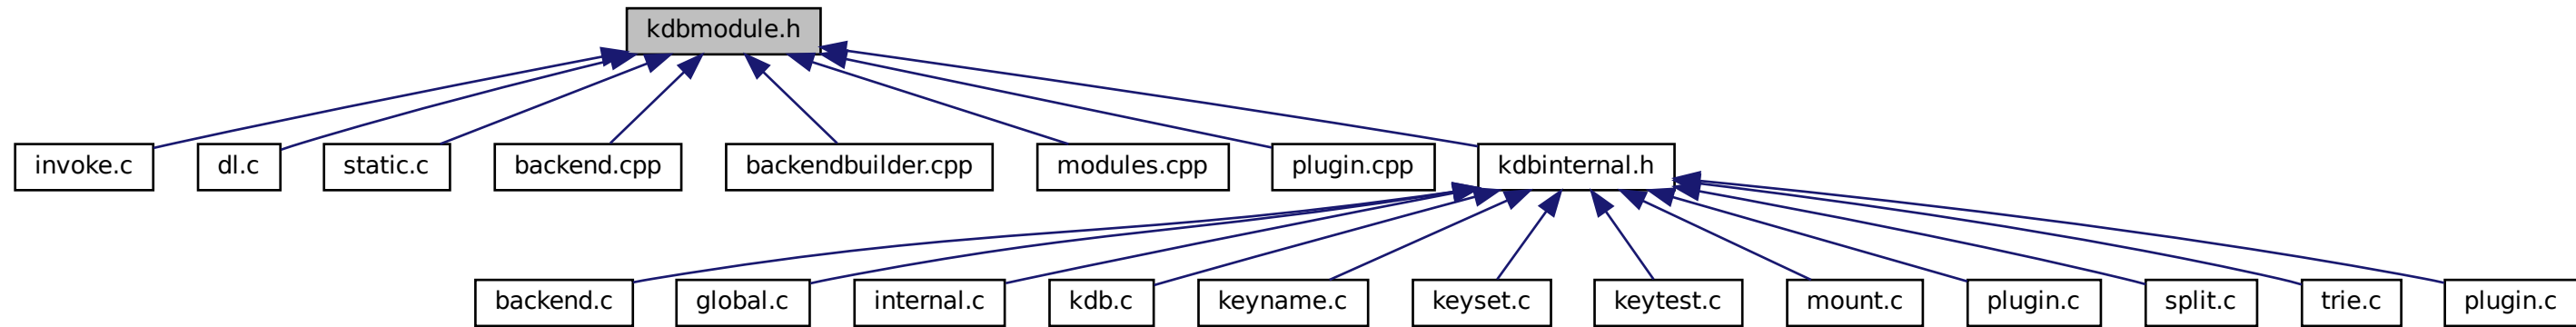 kdbmodule.h
invoke.c
dl.c
static.c
backend.cpp
backendbuilder.cpp
modules.cpp
plugin.cpp
kdbinternal.h
backend.c
global.c
internal.c
kdb.c
keyname.c
keyset.c
keytest.c
mount.c
plugin.c
split.c
trie.c
plugin.c